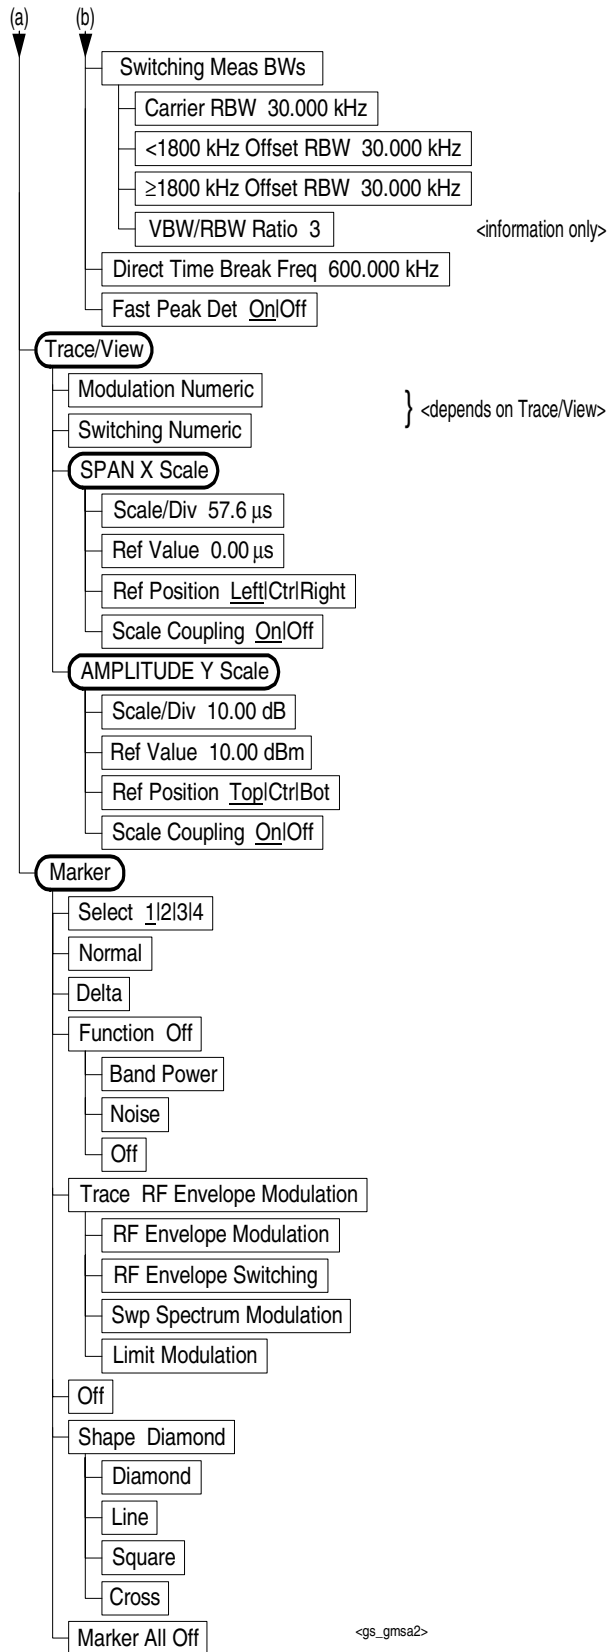 (a) (b)
Switching Meas BWs
Carrier RBW 30.000 kHz
<1800 kHz Offset RBW 30.000 kHz
≥1800 kHz Offset RBW 30.000 kHz
VBW/RBW Ratio 3 <information only>
Direct Time Break Freq 600.000 kHz
Fast Peak Det On|Off
Trace/View
Modulation Numeric
} <depends on Trace/View>
Switching Numeric
SPAN X Scale
Scale/Div 57.6 μs
Ref Value 0.00 μs
Ref Position Left|Ctr|Right
Scale Coupling On|Off
AMPLITUDE Y Scale
Scale/Div 10.00 dB
Ref Value 10.00 dBm
Ref Position Top|Ctr|Bot
Scale Coupling On|Off
Marker
Select 1|2|3|4
Normal
Delta
Function Off
Band Power
Noise
Off
Trace RF Envelope Modulation
RF Envelope Modulation
RF Envelope Switching
Swp Spectrum Modulation
Limit Modulation
Off
Shape Diamond
Diamond
Line
Square
Cross
Marker All Off <gs_gmsa2>